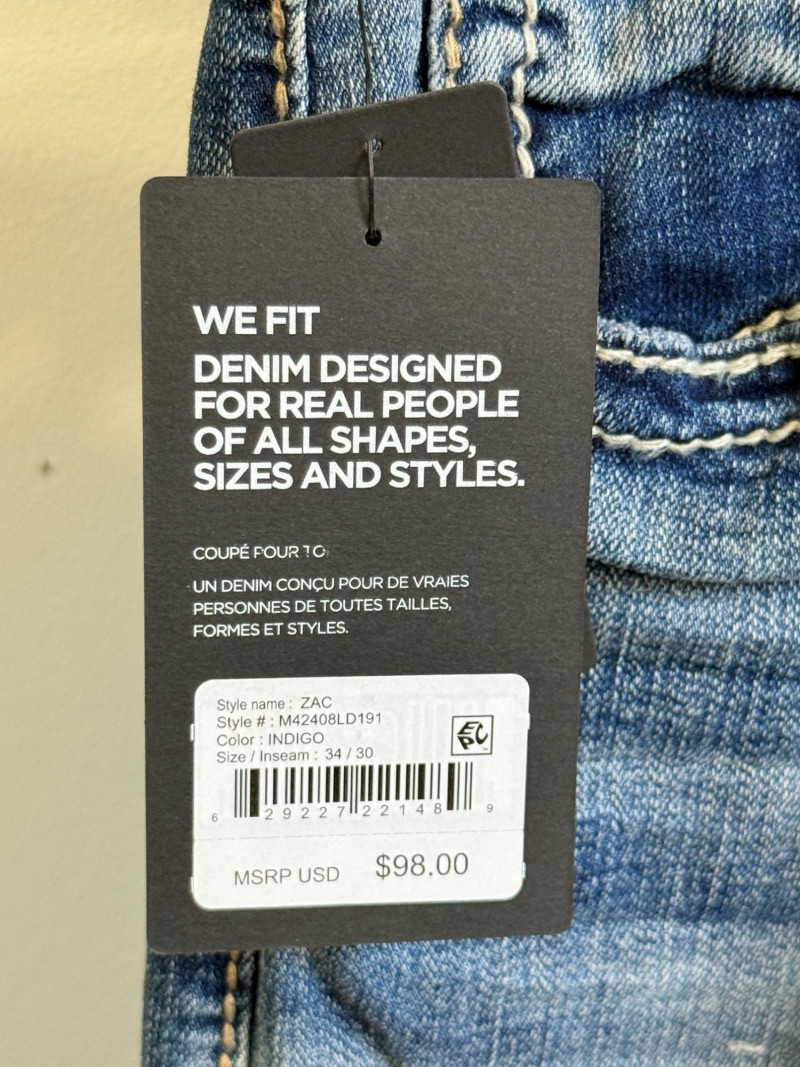 WE FIT
DENIM DESIGNED
FOR REAL PEOPLE
OF ALL SHAPES,
SIZES AND STYLES.
COUPÉ POUR
UN DENIM CONÇU POUR DE VRAIES
PERSONNES DE TOUTES TAILLES,
FORMES ET STYLES.
Style name : ZAC
Style # : M42408LD191
Color : INDIGO
Size / Inseam : 34 / 30
EPC
6 29227 22148 9
MSRP USD $98.00